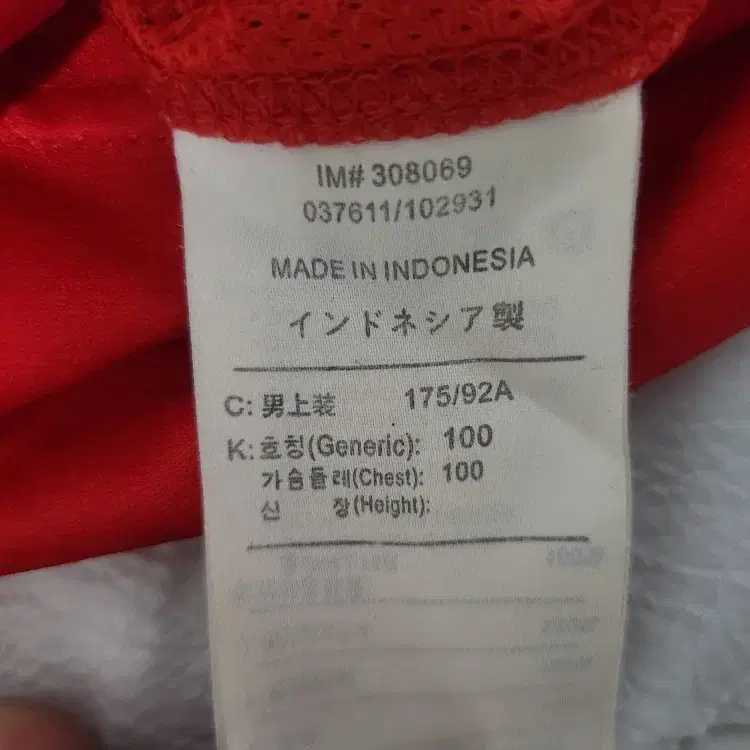 IM# 308069
037611/102931
MADE IN INDONESIA
インドネシア製
C: 男上装 175/92A
K: 호칭(Generic): 100
가슴둘레(Chest): 100
신 장(Height):